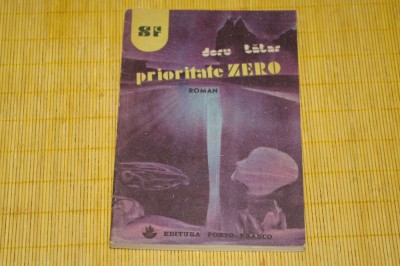 SF
doru tătar
prioritate ZERO
ROMAN
EDITURA PORTO-FRANCO